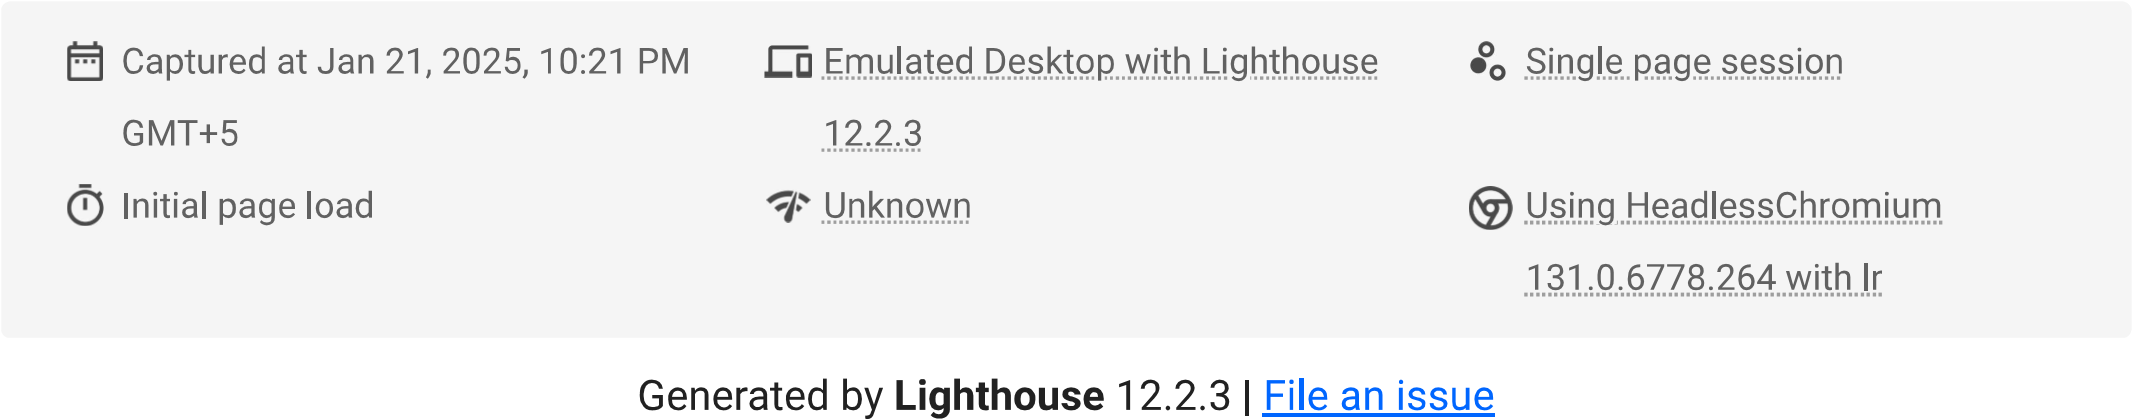 Captured at Jan 21, 2025, 10:21 PM
GMT+5
Emulated Desktop with Lighthouse
12.2.3
Single page session
Initial page load
Unknown
Using HeadlessChromium
131.0.6778.264 with lr
Generated by Lighthouse 12.2.3 | File an issue